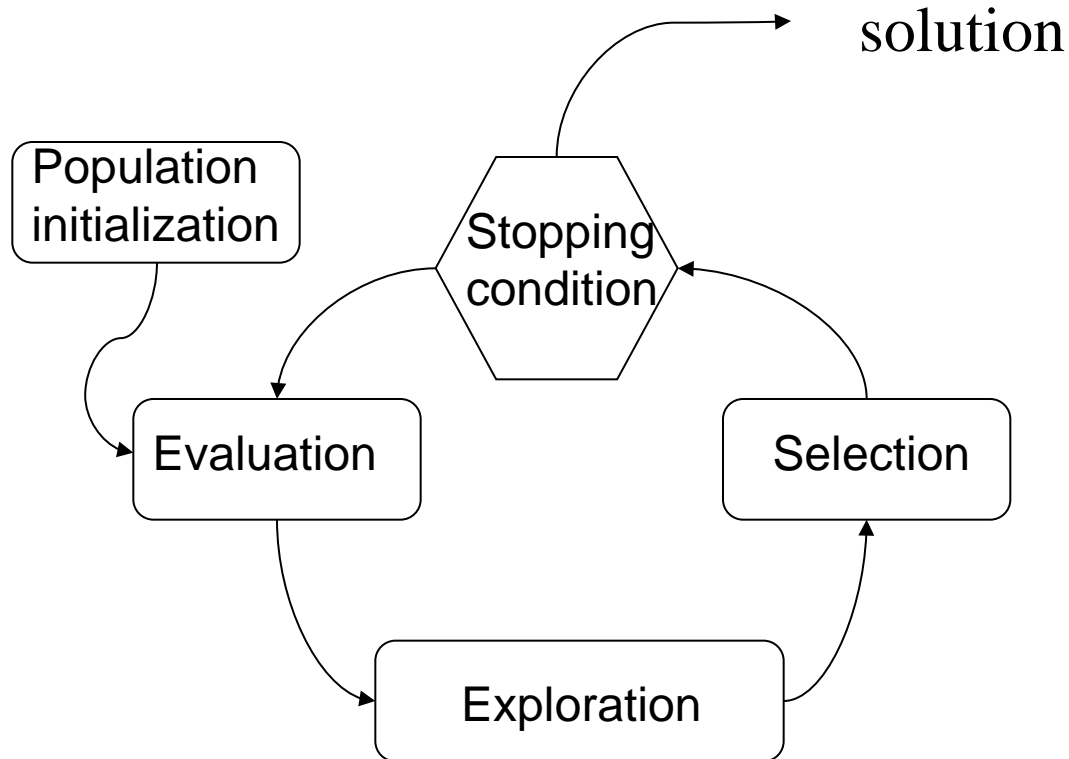 solution
Population
initialization
Stopping
condition
Evaluation
Selection
Exploration